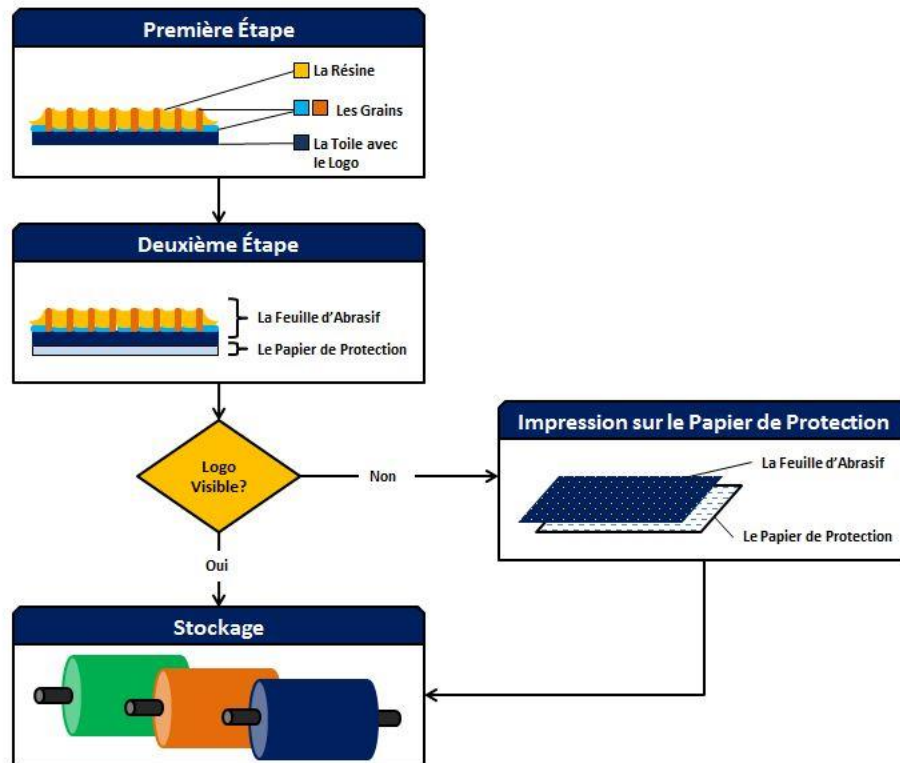 Première Étape
La Résine
Les Grains
La Toile avec
le Logo
Deuxième Étape
La Feuille d'Abrasif
Le Papier de Protection
Logo
Visible?
Non
Impression sur le Papier de Protection
La Feuille d'Abrasif
Le Papier de Protection
Oui
Stockage